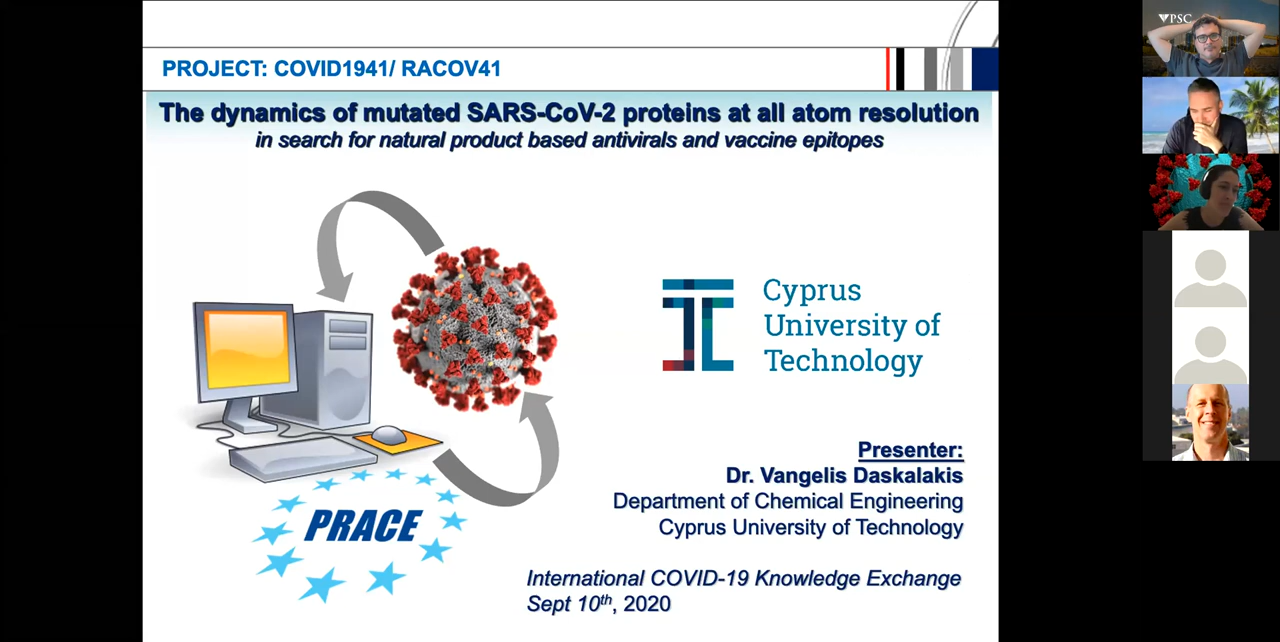 PROJECT: COVID1941/ RACOV41
The dynamics of mutated SARS-CoV-2 proteins at all atom resolution
in search for natural product based antivirals and vaccine epitopes
Cyprus
University of
Technology
PRACE
Presenter:
Dr. Vangelis Daskalakis
Department of Chemical Engineering
Cyprus University of Technology
International COVID-19 Knowledge Exchange
Sept 10th, 2020
PSC